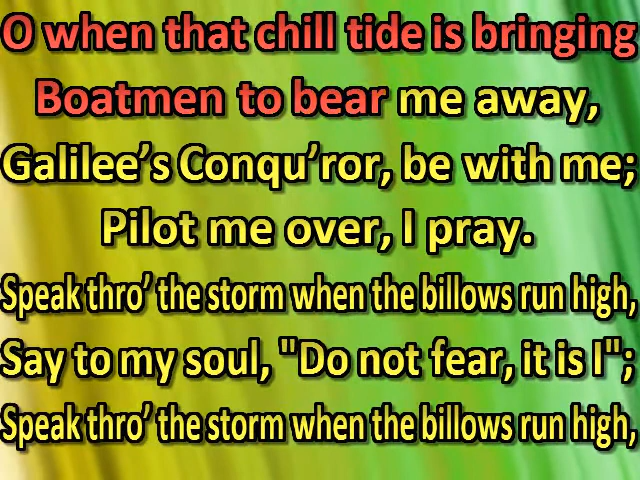 O when that chill tide is bringing
Boatmen to bear me away,
Galilee’s Conqu’ror, be with me;
Pilot me over, I pray.
Speak thro’ the storm when the billows run high,
Say to my soul, "Do not fear, it is I";
Speak thro’ the storm when the billows run high,